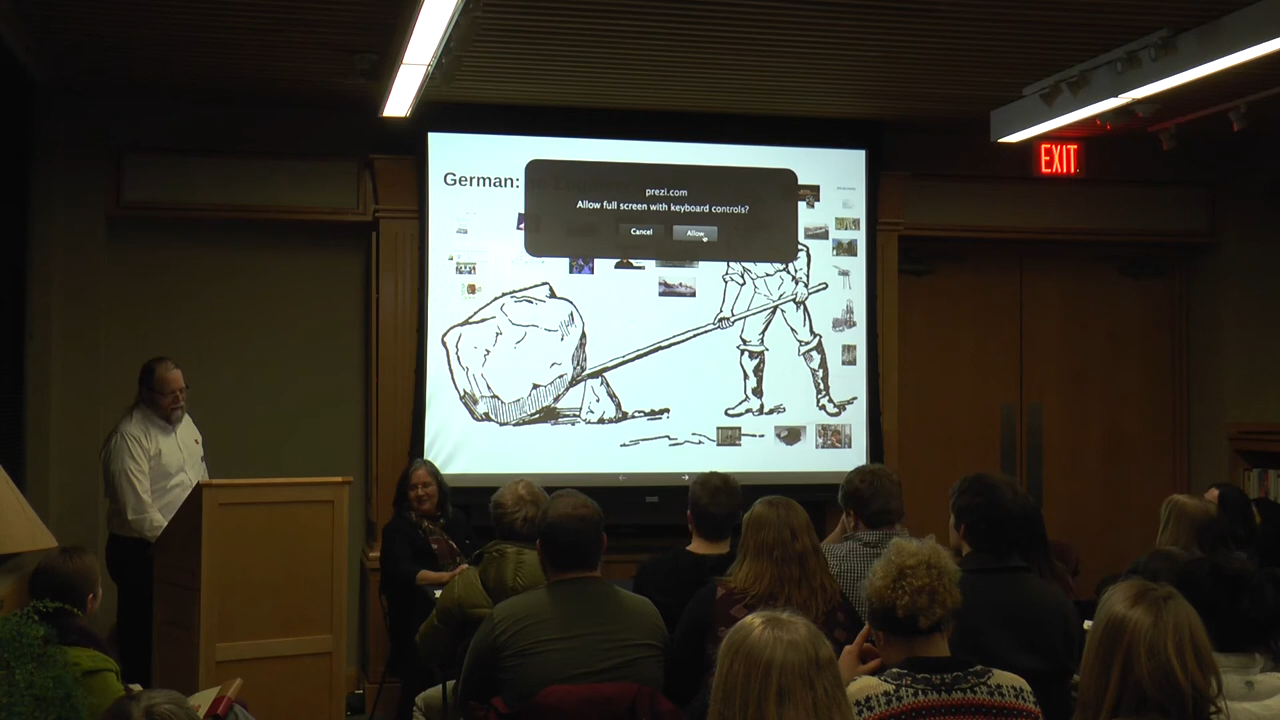 EXIT
German:
prezi.com
Allow full screen with keyboard controls?
Cancel
Allow